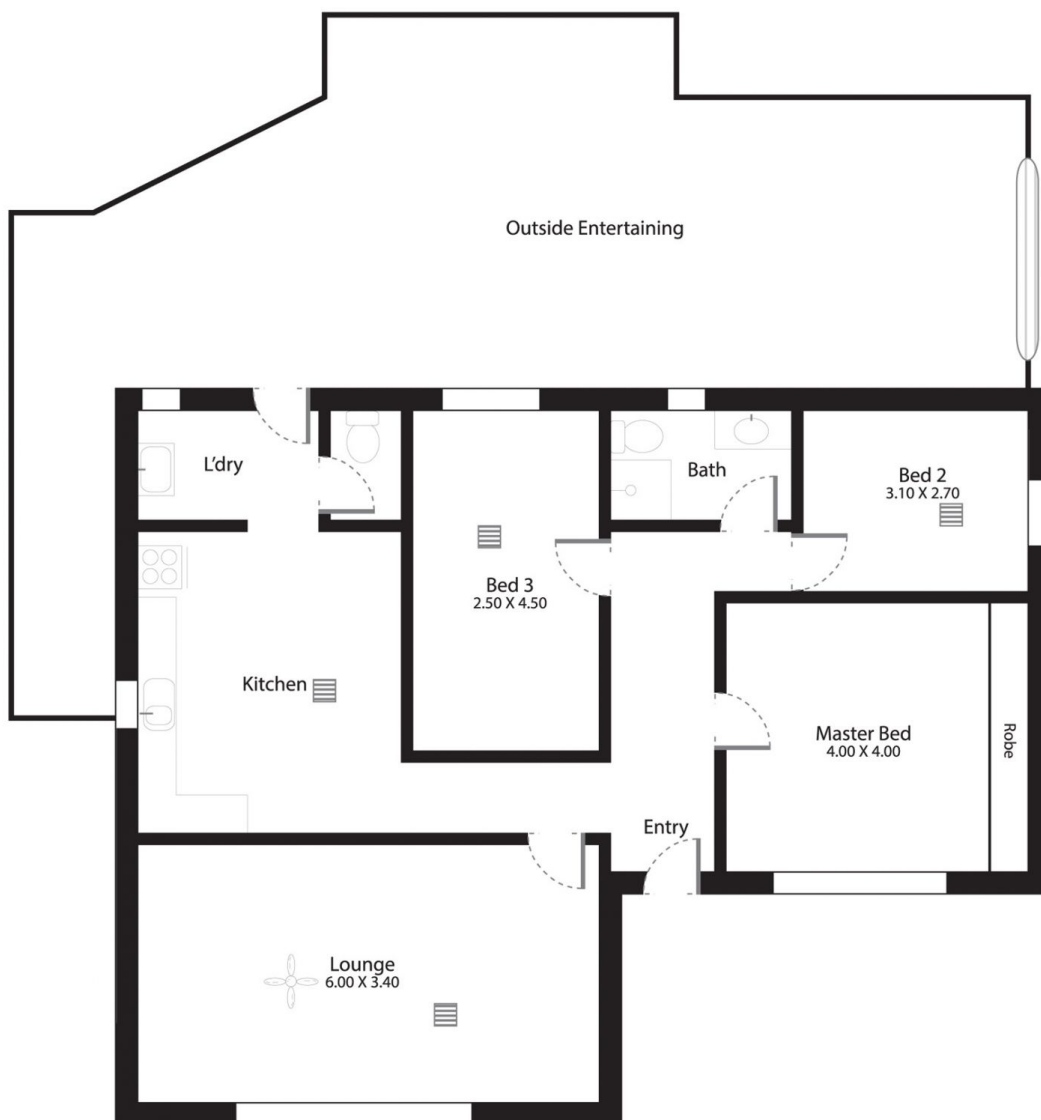 Outside Entertaining
L'dry
Bath
Bed 2
3.10 X 2.70
Bed 3
2.50 X 4.50
Kitchen
Master Bed
4.00 X 4.00
Robe
Entry
Lounge
6.00 X 3.40